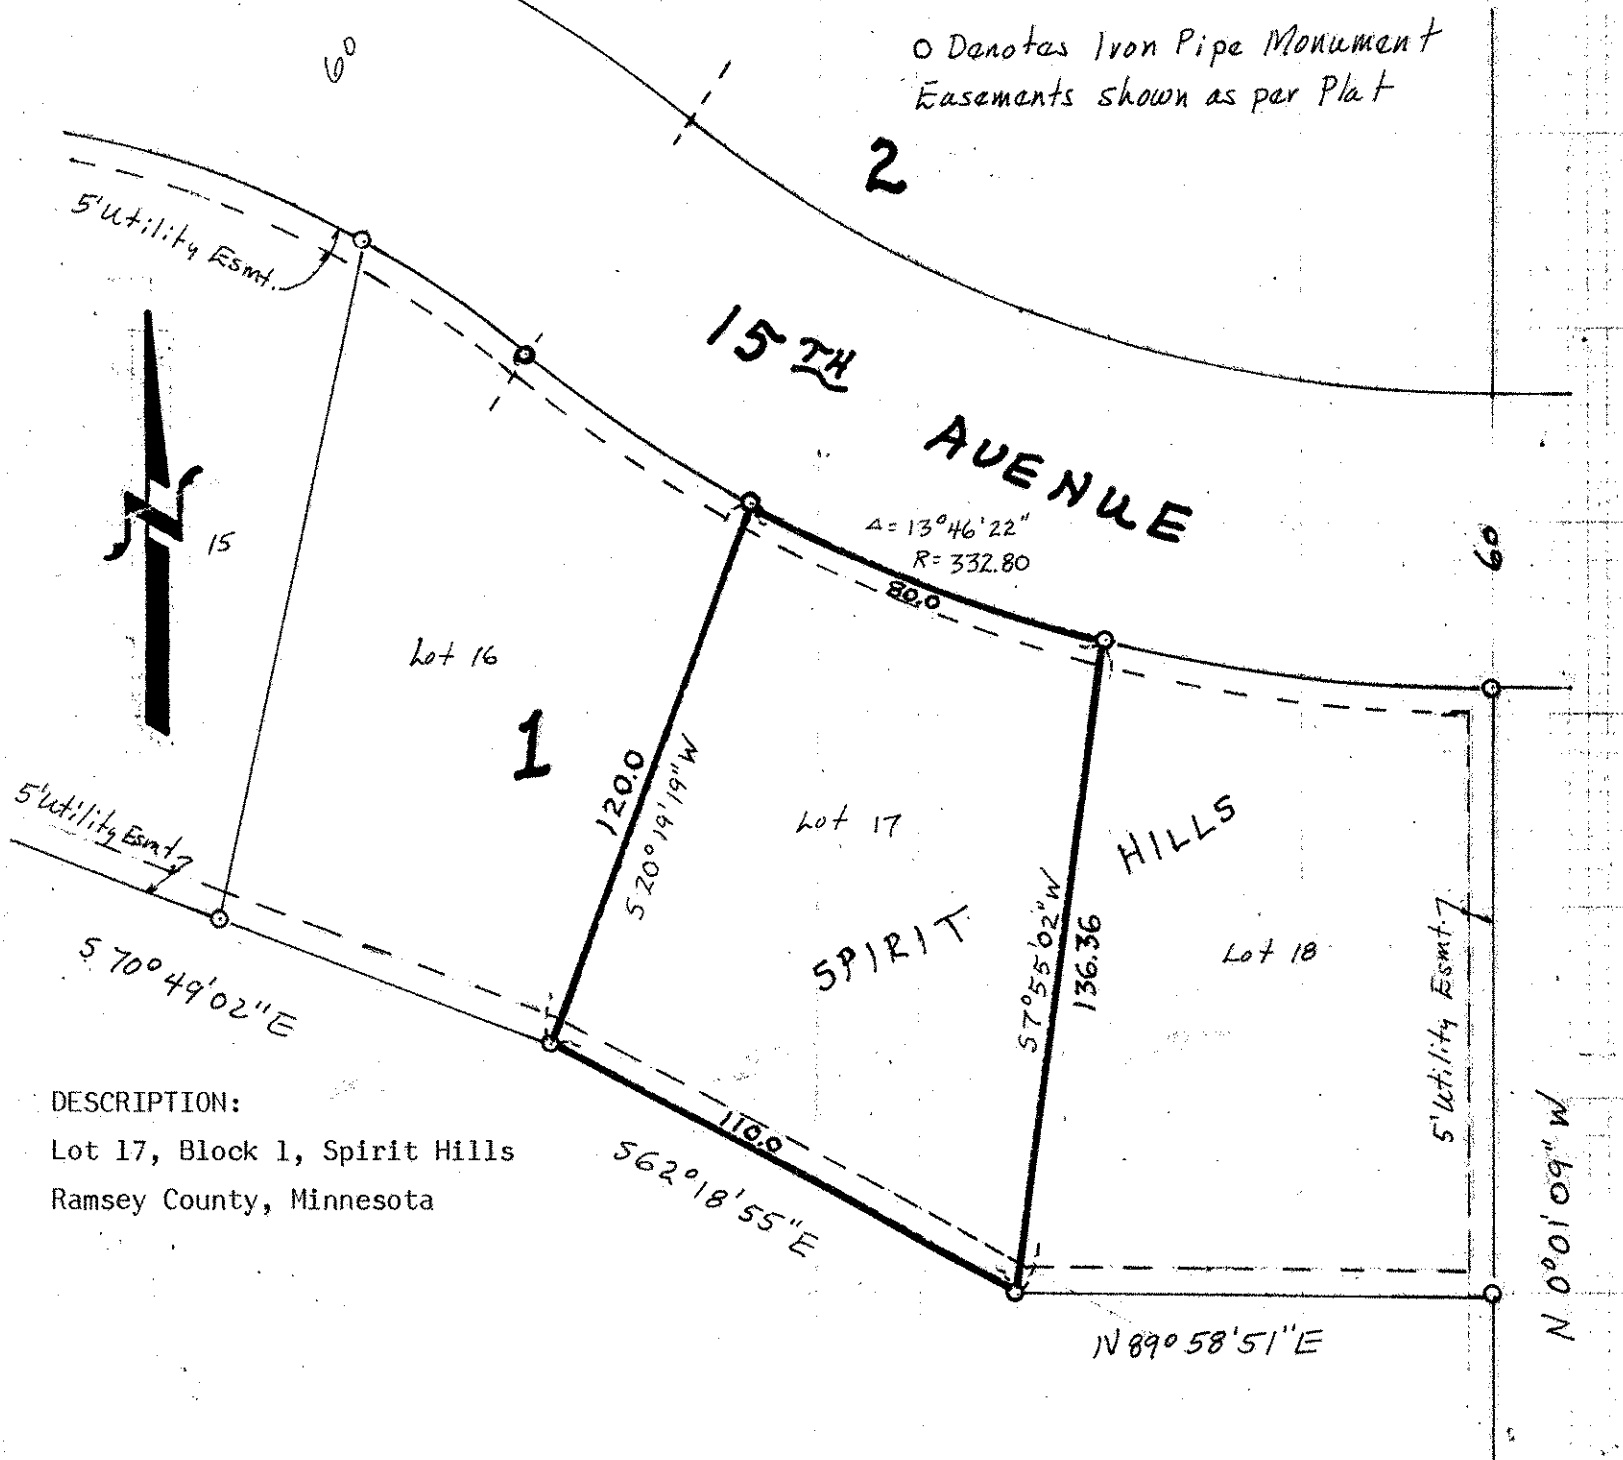 60
O Denotes Iron Pipe Monument
Easements shown as per Plat
2
5' Utility Esmt.
15TH AVENUE
Δ = 13°46'22"
R = 332.80
80.0
60
15
Lot 16
1
120.0
S 20°19'19" W
Lot 17
SPIRIT HILLS
S 7°55'02" W
136.36
Lot 18
5' Utility Esmt.
5' Utility Esmt.
S 70°49'02" E
110.0
S 62°18'55" E
N 89°58'51" E
N 0°01'09" W
DESCRIPTION:
Lot 17, Block 1, Spirit Hills
Ramsey County, Minnesota